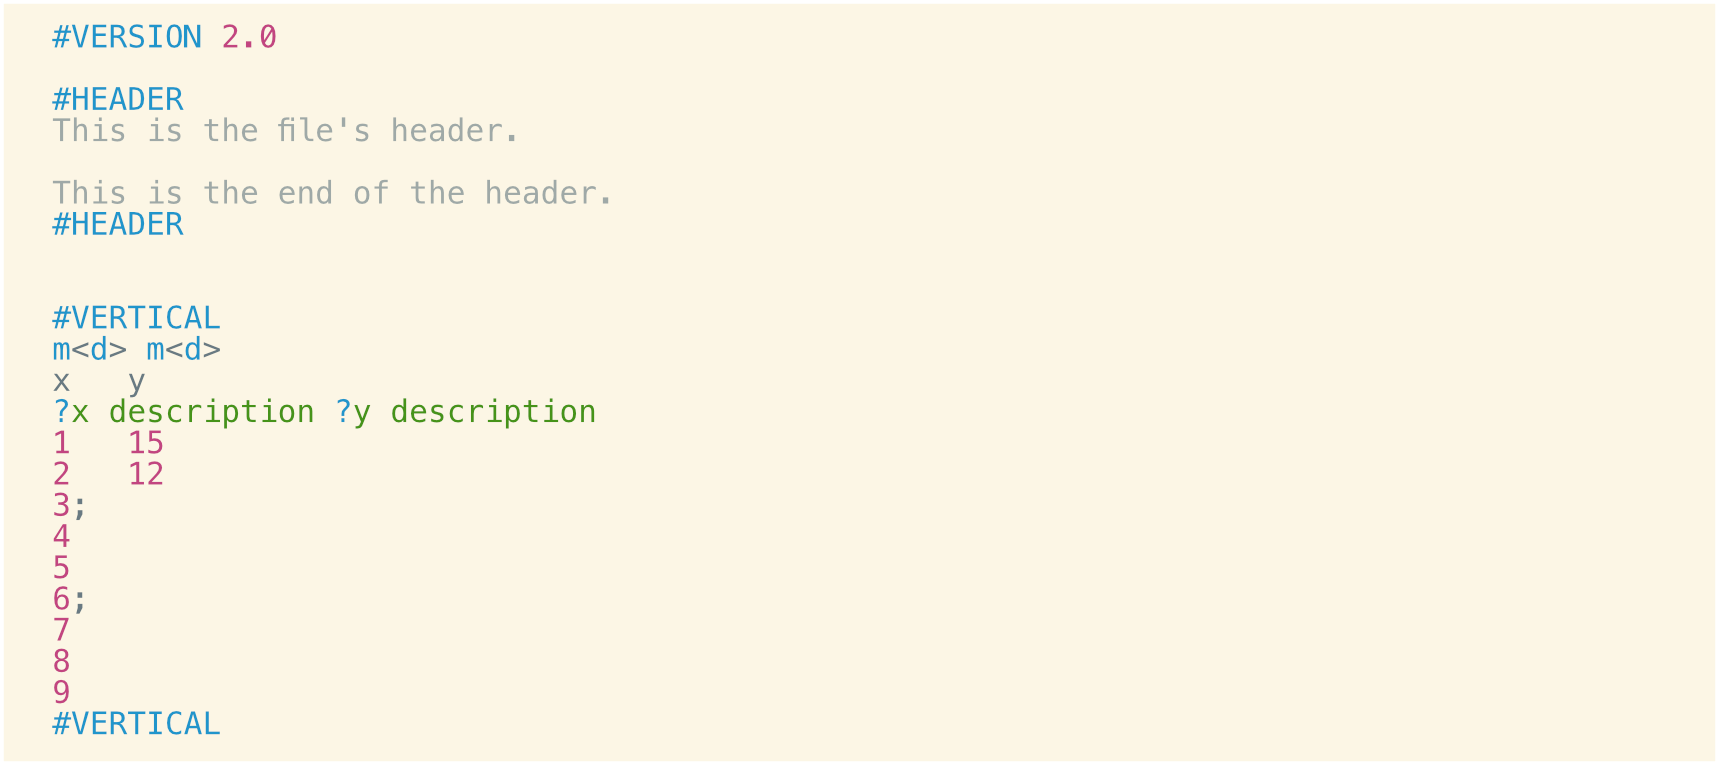 #VERSION 2.0

#HEADER
This is the file's header.

This is the end of the header.
#HEADER


#VERTICAL
m<d> m<d>
x   y
?x description ?y description
1   15
2   12
3;
4
5
6;
7
8
9
#VERTICAL